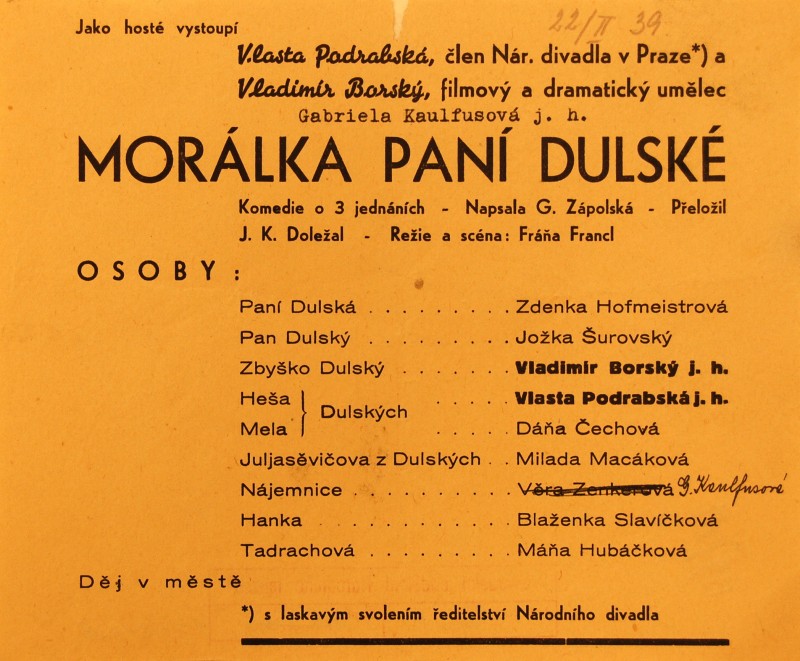 22/II 39
Jako hosté vystoupí
Vlasta Podrabská, člen Nár. divadla v Praze*) a
Vladimír Borský, filmový a dramatický umělec
Gabriela Kaulfusová j. h.
MORÁLKA PANÍ DULSKÉ
Komedie o 3 jednáních - Napsala G. Zápolská - Přeložil
J. K. Doležal - Režie a scéna: Fráňa Francl
OSOBY:
Paní Dulská . . . . . . . . . Zdenka Hofmeistrová
Pan Dulský . . . . . . . . . Jožka Šurovský
Zbyško Dulský . . . . . . Vladimír Borský j. h.
Heša } Dulských . . . . . Vlasta Podrabská j. h.
Mela } . . . . . Dáňa Čechová
Juljasěvičova z Dulských . . Milada Macáková
Nájemnice . . . . . . . . . . Věra Zenkerová G. Kaulfusové
Hanka . . . . . . . . . . . Blaženka Slavíčková
Tadrachová . . . . . . . . . Máňa Hubáčková
Děj v městě
*) s laskavým svolením ředitelství Národního divadla